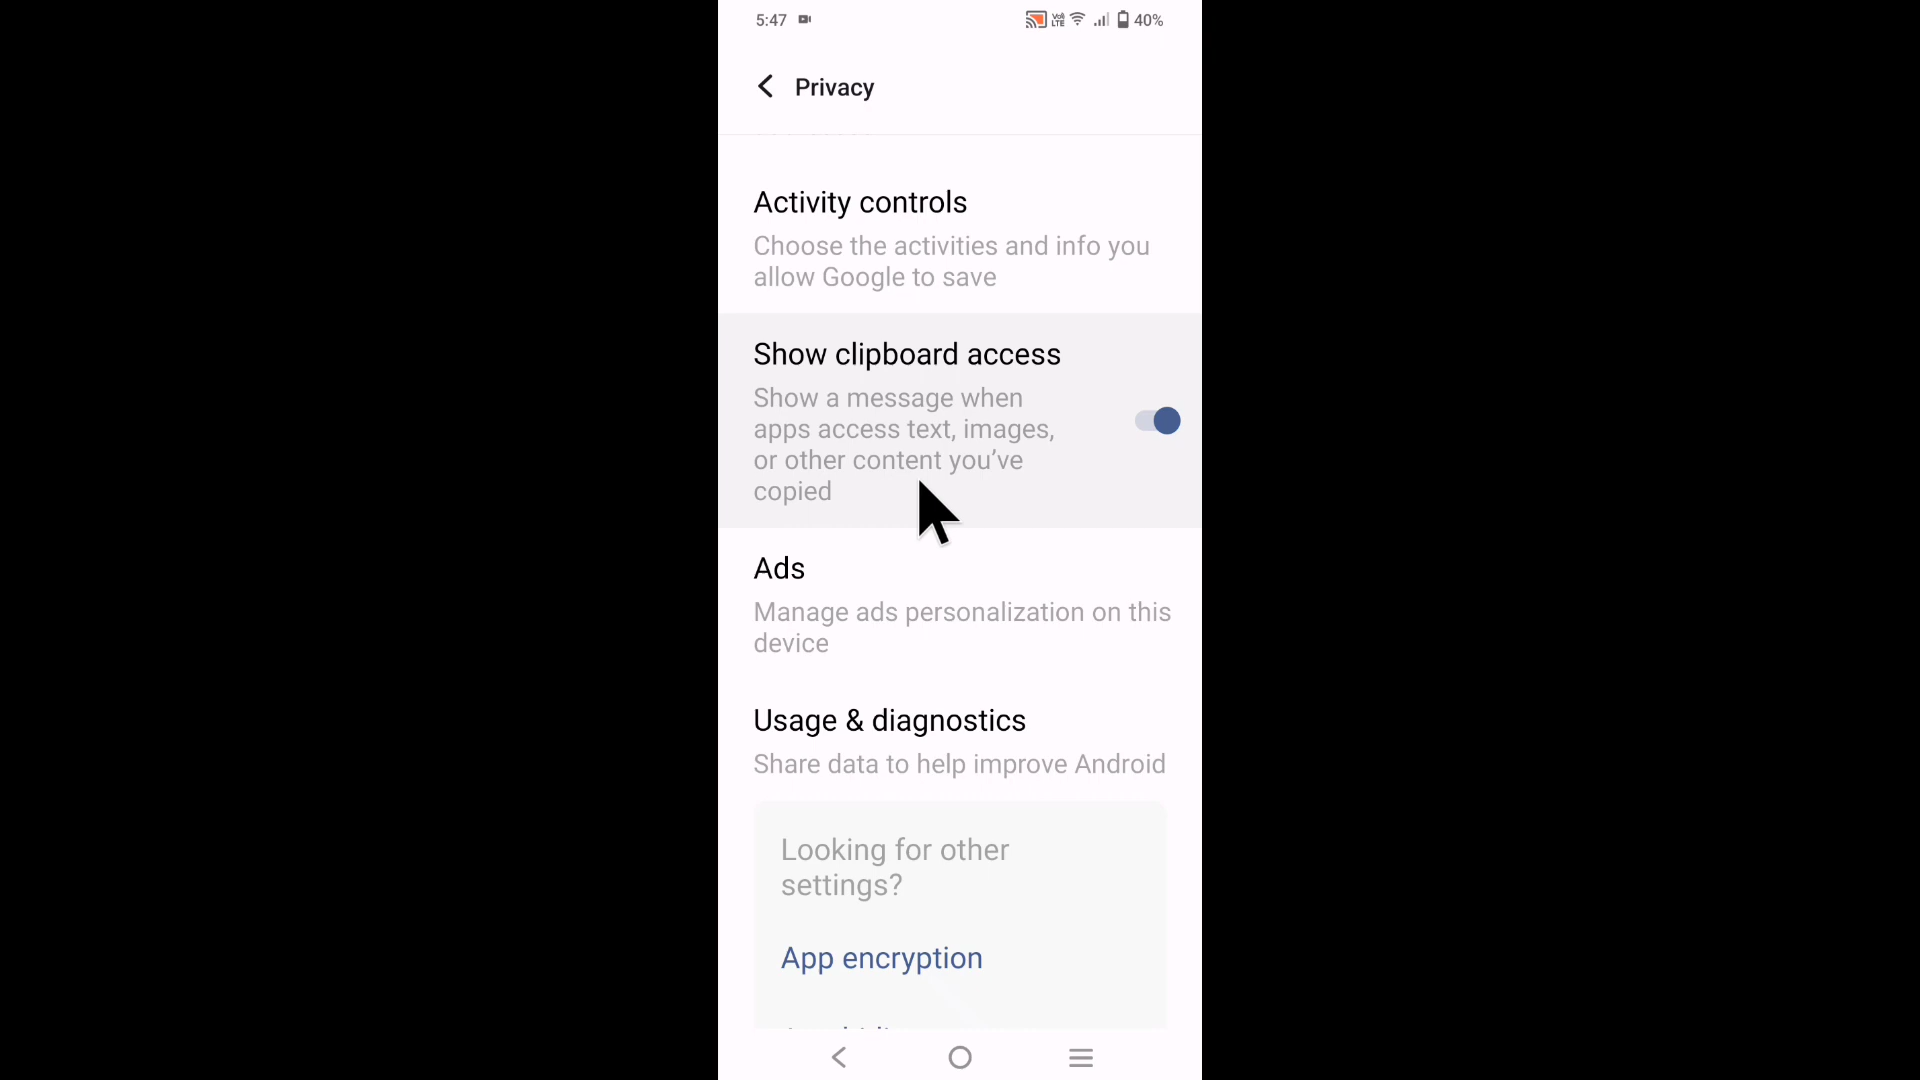 5:47 Vo) LTE 40%
Privacy
Activity controls
Choose the activities and info you
allow Google to save
Show clipboard access
Show a message when
apps access text, images,
or other content you’ve
copied
Ads
Manage ads personalization on this
device
Usage & diagnostics
Share data to help improve Android
Looking for other
settings?
App encryption